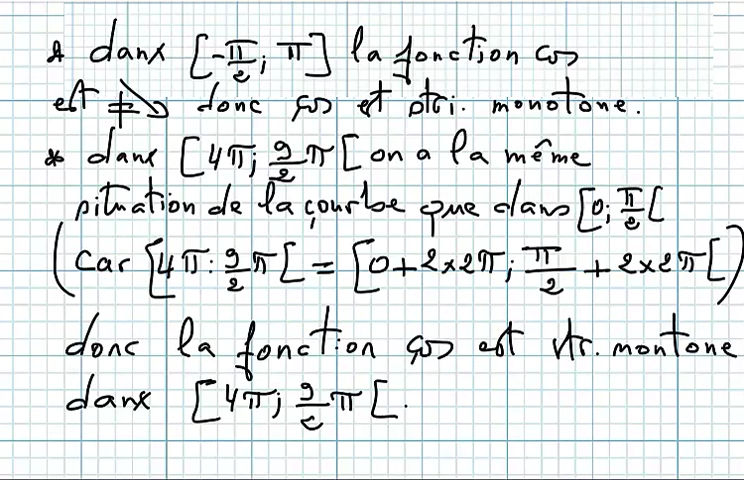 * dans [-π/2; π] la fonction cos
est ↘ donc cos est stri. monotone.
* dans [4π; 9/2 π[ on a la même
situation de la courbe que dans [0; π/2[
(Car [4π; 9/2 π[ = [0+2×2π; π/2 + 2×2π[)
donc la fonction cos est str. montone
dans [4π; 9/2 π[.